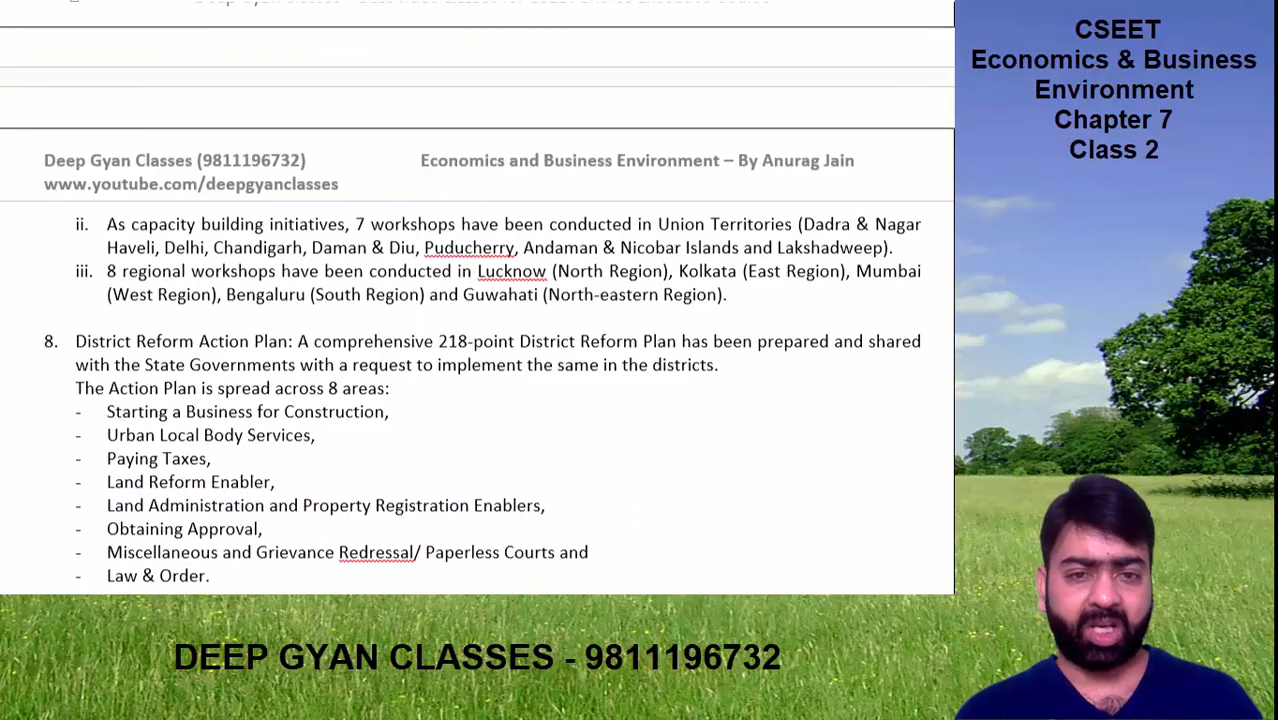 CSEET
Economics & Business
Environment
Chapter 7
Class 2
Deep Gyan Classes (9811196732) Economics and Business Environment – By Anurag Jain
www.youtube.com/deepgyanclasses
ii. As capacity building initiatives, 7 workshops have been conducted in Union Territories (Dadra & Nagar
Haveli, Delhi, Chandigarh, Daman & Diu, Puducherry, Andaman & Nicobar Islands and Lakshadweep).
iii. 8 regional workshops have been conducted in Lucknow (North Region), Kolkata (East Region), Mumbai
(West Region), Bengaluru (South Region) and Guwahati (North-eastern Region).
8. District Reform Action Plan: A comprehensive 218-point District Reform Plan has been prepared and shared
with the State Governments with a request to implement the same in the districts.
The Action Plan is spread across 8 areas:
- Starting a Business for Construction,
- Urban Local Body Services,
- Paying Taxes,
- Land Reform Enabler,
- Land Administration and Property Registration Enablers,
- Obtaining Approval,
- Miscellaneous and Grievance Redressal/ Paperless Courts and
- Law & Order.
DEEP GYAN CLASSES - 9811196732